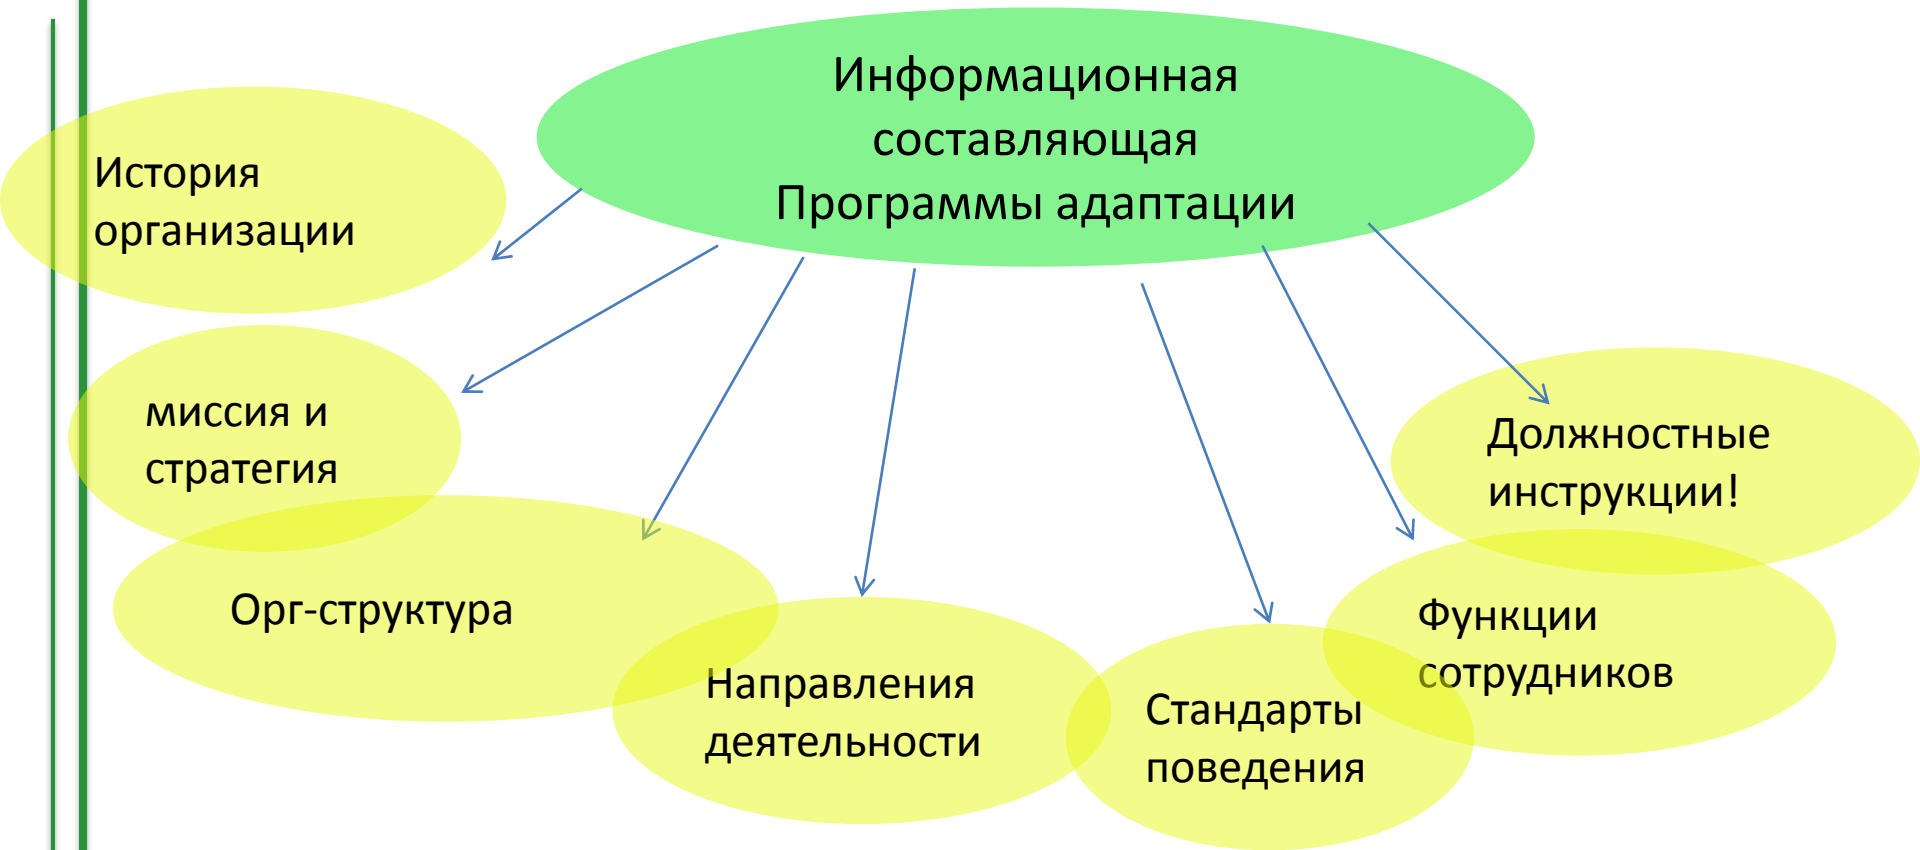 Информационная
составляющая
Программы адаптации
История
организации
миссия и
стратегия
Орг-структура
Направления
деятельности
Стандарты
поведения
Функции
сотрудников
Должностные
инструкции!